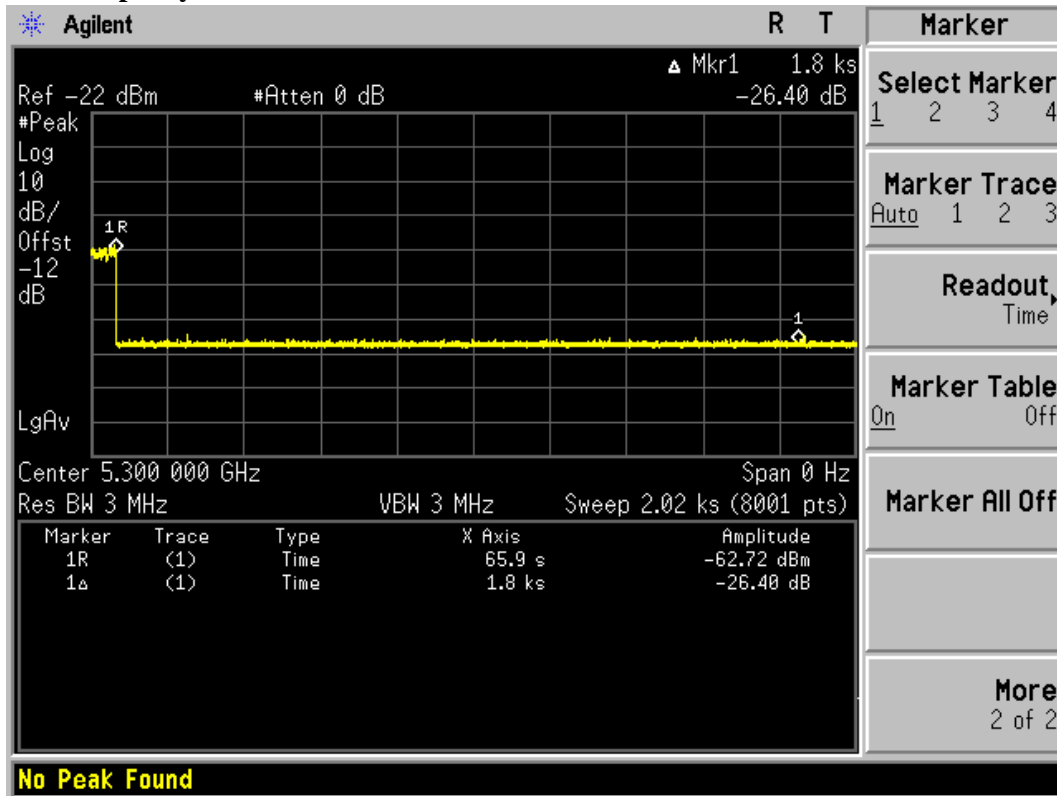 Agilent R T Marker
Δ Mkr1 1.8 ks
Ref -22 dBm #Atten 0 dB -26.40 dB
#Peak
Log
10
dB/
Offst
-12
dB
1R
1
LgAv
Center 5.300 000 GHz Span 0 Hz
Res BW 3 MHz VBW 3 MHz Sweep 2.02 ks (8001 pts)
Marker Trace Type X Axis Amplitude
1R (1) Time 65.9 s -62.72 dBm
1Δ (1) Time 1.8 ks -26.40 dB
Select Marker
1 2 3 4
Marker Trace
Auto 1 2 3
Readout
Time
Marker Table
On Off
Marker All Off
More
2 of 2
No Peak Found